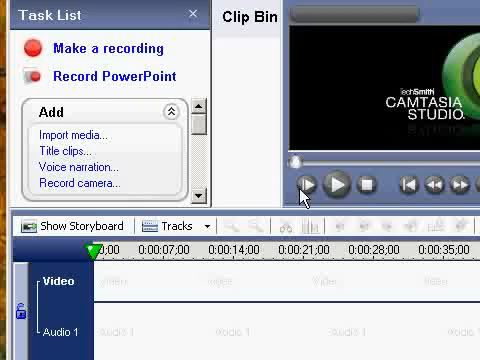 Task List
Clip Bin
Make a recording
Record PowerPoint
Add
Import media...
Title clips...
Voice narration...
Record camera...
TechSmith
CAMTASIA
STUDIO.
Show Storyboard
Tracks
0;00 0:00:07;00 0:00:14;00 0:00:21;00 0:00:28;00 0:00:35;00
Video Video Video Video Video
Audio 1 Audio 1 Audio 1 Audio 1 Audio 1